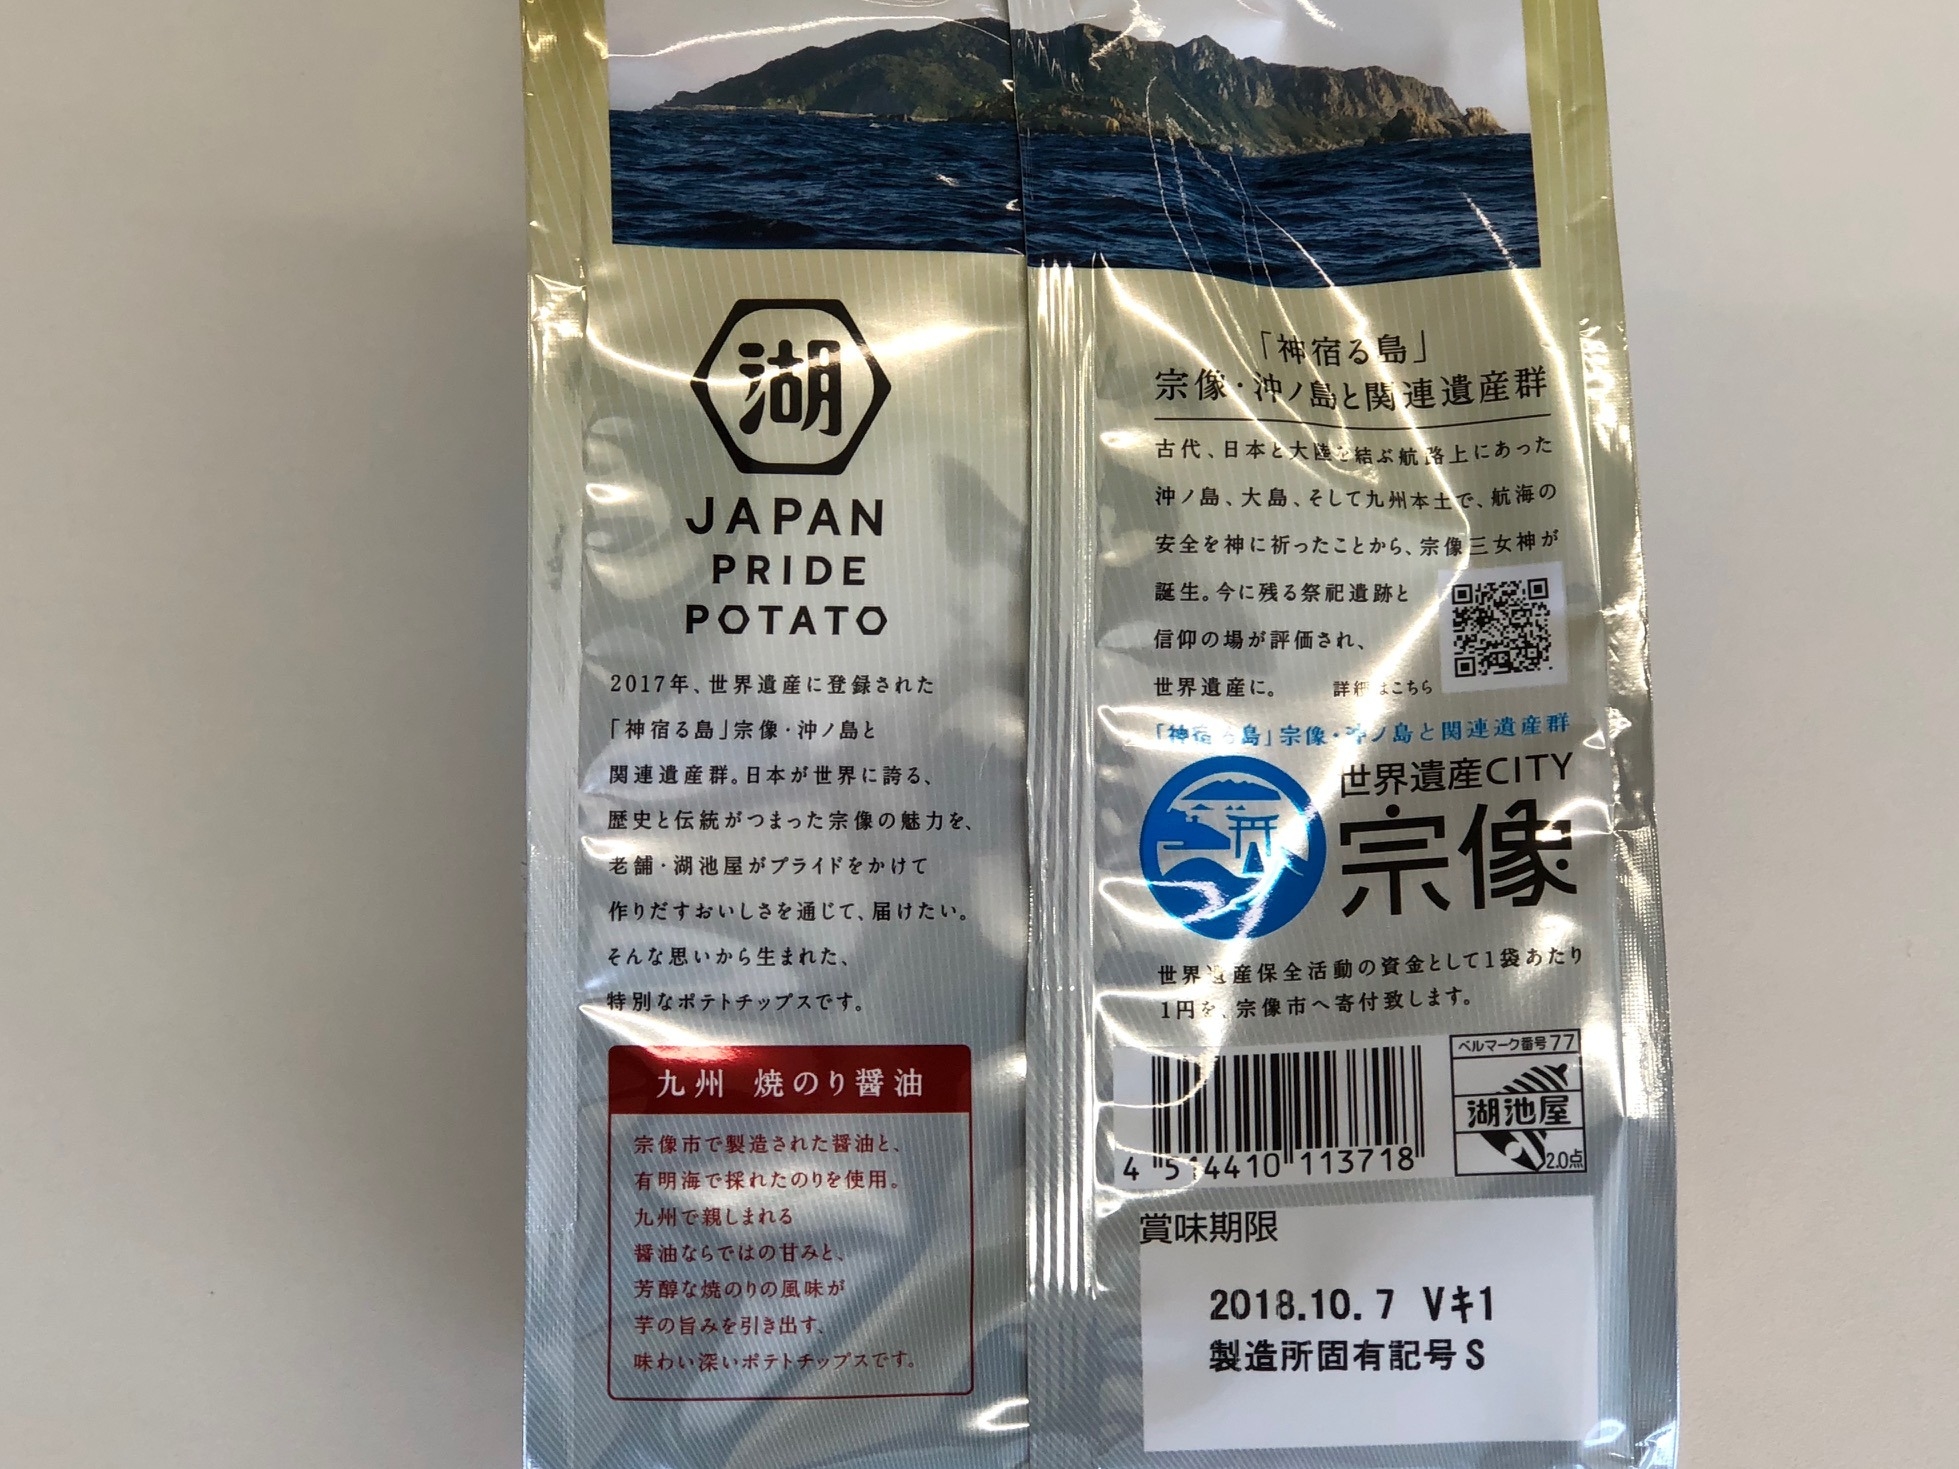 湖
JAPAN
PRIDE
POTATO
2017年、世界遺産に登録された
「神宿る島」宗像・沖ノ島と
関連遺産群。日本が世界に誇る、
歴史と伝統がつまった宗像の魅力を、
老舗・湖池屋がプライドをかけて
作りだすおいしさを通じて、届けたい。
そんな思いから生まれた、
特別なポテトチップスです。
九州 焼のり醤油
宗像市で製造された醤油と、
有明海で採れたのりを使用。
九州で親しまれる
醤油ならではの甘みと、
芳醇な焼のりの風味が
芋の旨みを引き出す、
味わい深いポテトチップスです。
「神宿る島」
宗像・沖ノ島と関連遺産群
古代、日本と大陸を結ぶ航路上にあった
沖ノ島、大島、そして九州本土で、航海の
安全を神に祈ったことから、宗像三女神が
誕生。今に残る祭祀遺跡と
信仰の場が評価され、
世界遺産に。 詳細はこちら
「神宿る島」宗像・沖ノ島と関連遺産群
世界遺産CITY
宗像
世界遺産保全活動の資金として1袋あたり
1円を、宗像市へ寄付致します。
4 514410 113718
ベルマーク番号77
湖池屋
2.0点
賞味期限
2018.10.7 Vキ1
製造所固有記号S